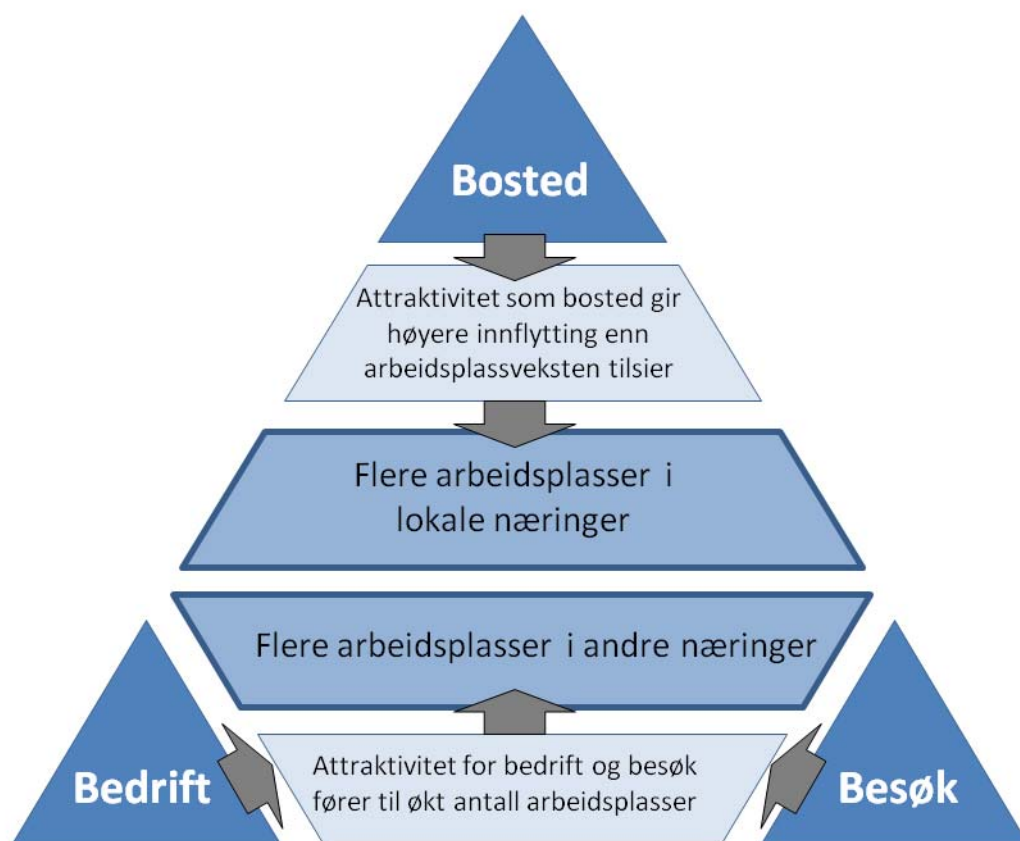 Bosted
Attraktivitet som bosted gir
høyere innflytting enn
arbeidsplassveksten tilsier
Flere arbeidsplasser i
lokale næringer
Flere arbeidsplasser i andre næringer
Bedrift
Attraktivitet for bedrift og besøk
fører til økt antall arbeidsplasser
Besøk